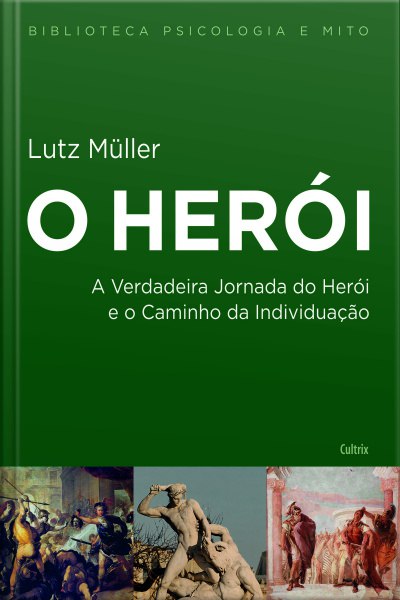 BIBLIOTECA PSICOLOGIA E MITO
Lutz Müller
O HERÓI
A Verdadeira Jornada do Herói
e o Caminho da Individuação
Cultrix